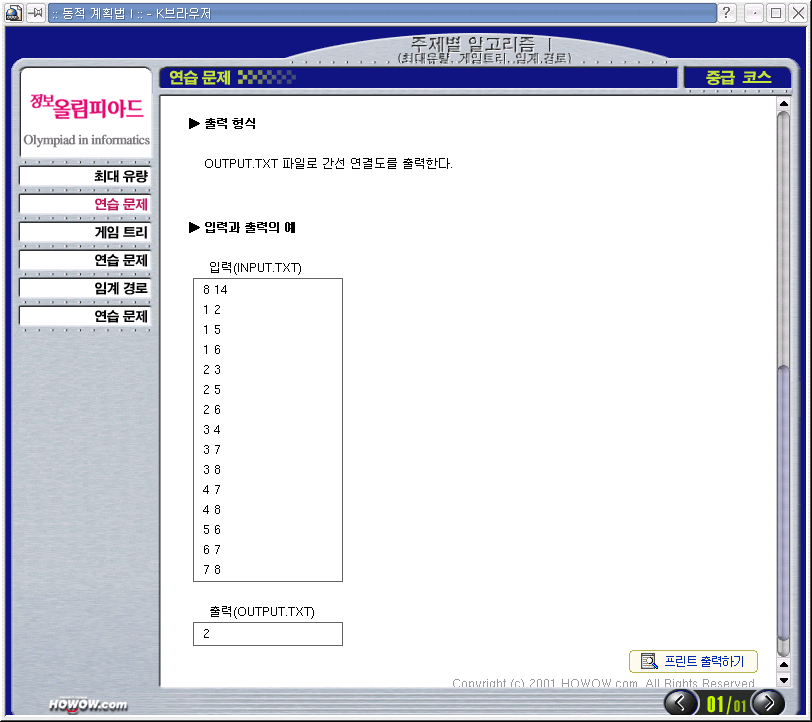 :: 동적 계획법 I :: - K브라우저
주제별 알고리즘 I
(최대유량, 게임트리, 임계경로)
정보올림피아드
Olympiad in informatics
연습 문제
중급 코스
최대 유량
연습 문제
게임 트리
연습 문제
임계 경로
연습 문제
▶ 출력 형식
OUTPUT.TXT 파일로 간선 연결도를 출력한다.
▶ 입력과 출력의 예
입력(INPUT.TXT)
8 14
1 2
1 5
1 6
2 3
2 5
2 6
3 4
3 7
3 8
4 7
4 8
5 6
6 7
7 8
출력(OUTPUT.TXT)
2
프린트 출력하기
Copyright (c) 2001 HOWOW.com. All Rights Reserved.
HOWOW.com
01/01